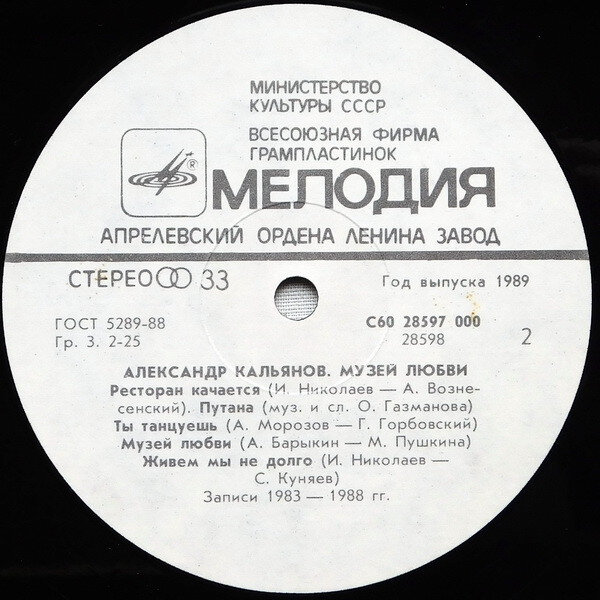 МИНИСТЕРСТВО
КУЛЬТУРЫ СССР
ВСЕСОЮЗНАЯ ФИРМА
ГРАМПЛАСТИНОК
®
МЕЛОДИЯ
АПРЕЛЕВСКИЙ ОРДЕНА ЛЕНИНА ЗАВОД
СТЕРЕО 33
Год выпуска 1989
ГОСТ 5289-88
Гр. 3. 2-25
С60 28597 000
28598
2
АЛЕКСАНДР КАЛЬЯНОВ. МУЗЕЙ ЛЮБВИ
Ресторан качается (И. Николаев — А. Возне-
сенский). Путана (муз. и сл. О. Газманова)
Ты танцуешь (А. Морозов — Г. Горбовский)
Музей любви (А. Барыкин — М. Пушкина)
Живем мы не долго (И. Николаев —
С. Куняев)
Записи 1983 — 1988 гг.